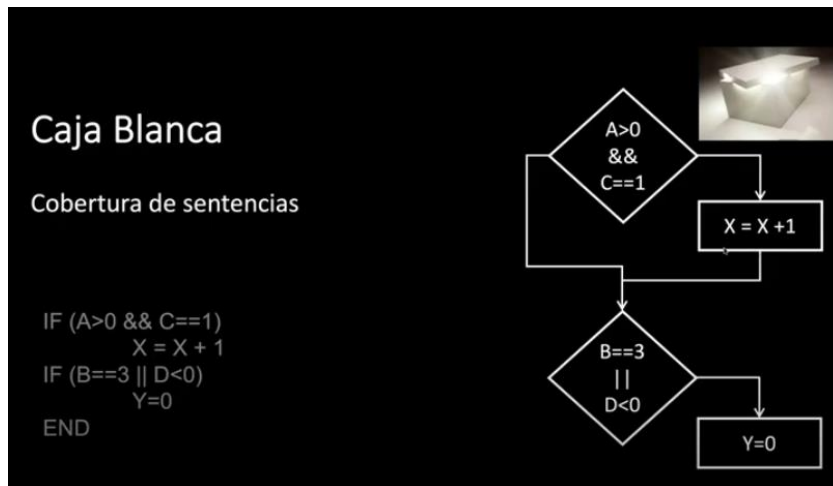 Caja Blanca
Cobertura de sentencias
IF (A>0 && C==1)
X = X + 1
IF (B==3 || D<0)
Y=0
END
A>0
&&
C==1
X = X +1
B==3
||
D<0
Y=0